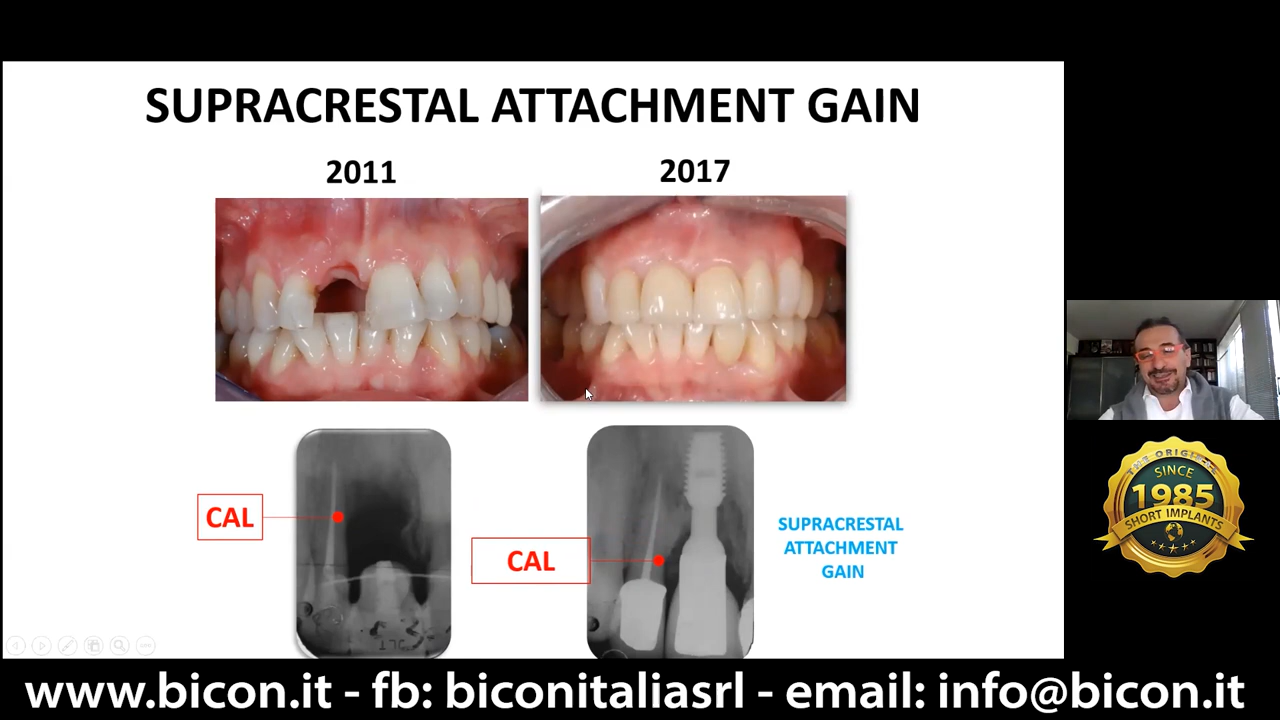 SUPRACRESTAL ATTACHMENT GAIN
2011
2017
CAL
CAL
SUPRACRESTAL
ATTACHMENT
GAIN
THE ORIGINAL
SINCE
1985
SHORT IMPLANTS
www.bicon.it - fb: biconitaliasrl - email: info@bicon.it